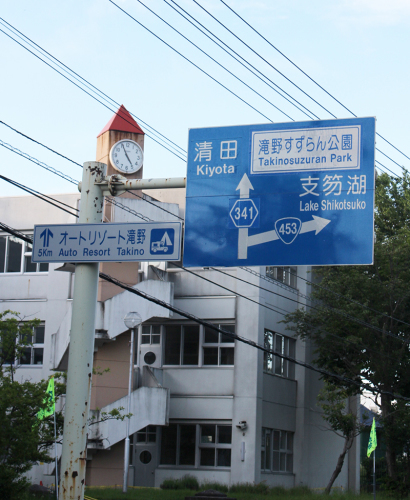 清田
Kiyota
滝野すずらん公園
Takinosuzuran Park
支笏湖
Lake Shikotsuko
341
453
オートリゾート滝野
5Km Auto Resort Takino